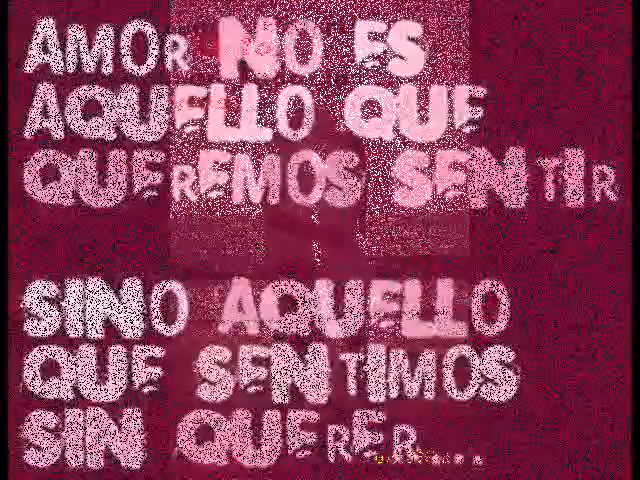 AMOR NO ES
AQUELLO QUE
QUEREMOS SENTIR
SINO AQUELLO
QUE SENTIMOS
SIN QUERER...